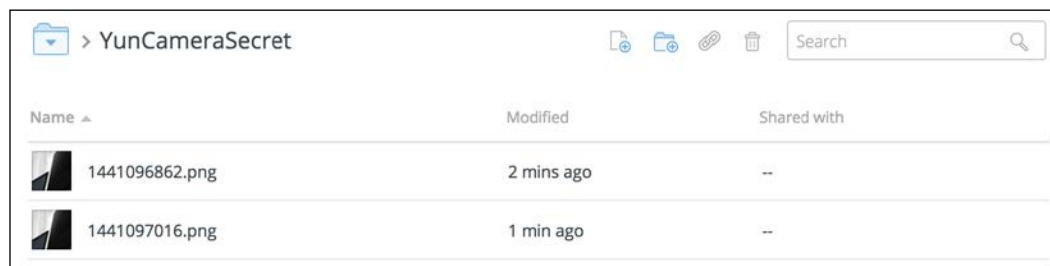 > YunCameraSecret
Search
Name Modified Shared with
1441096862.png 2 mins ago --
1441097016.png 1 min ago --